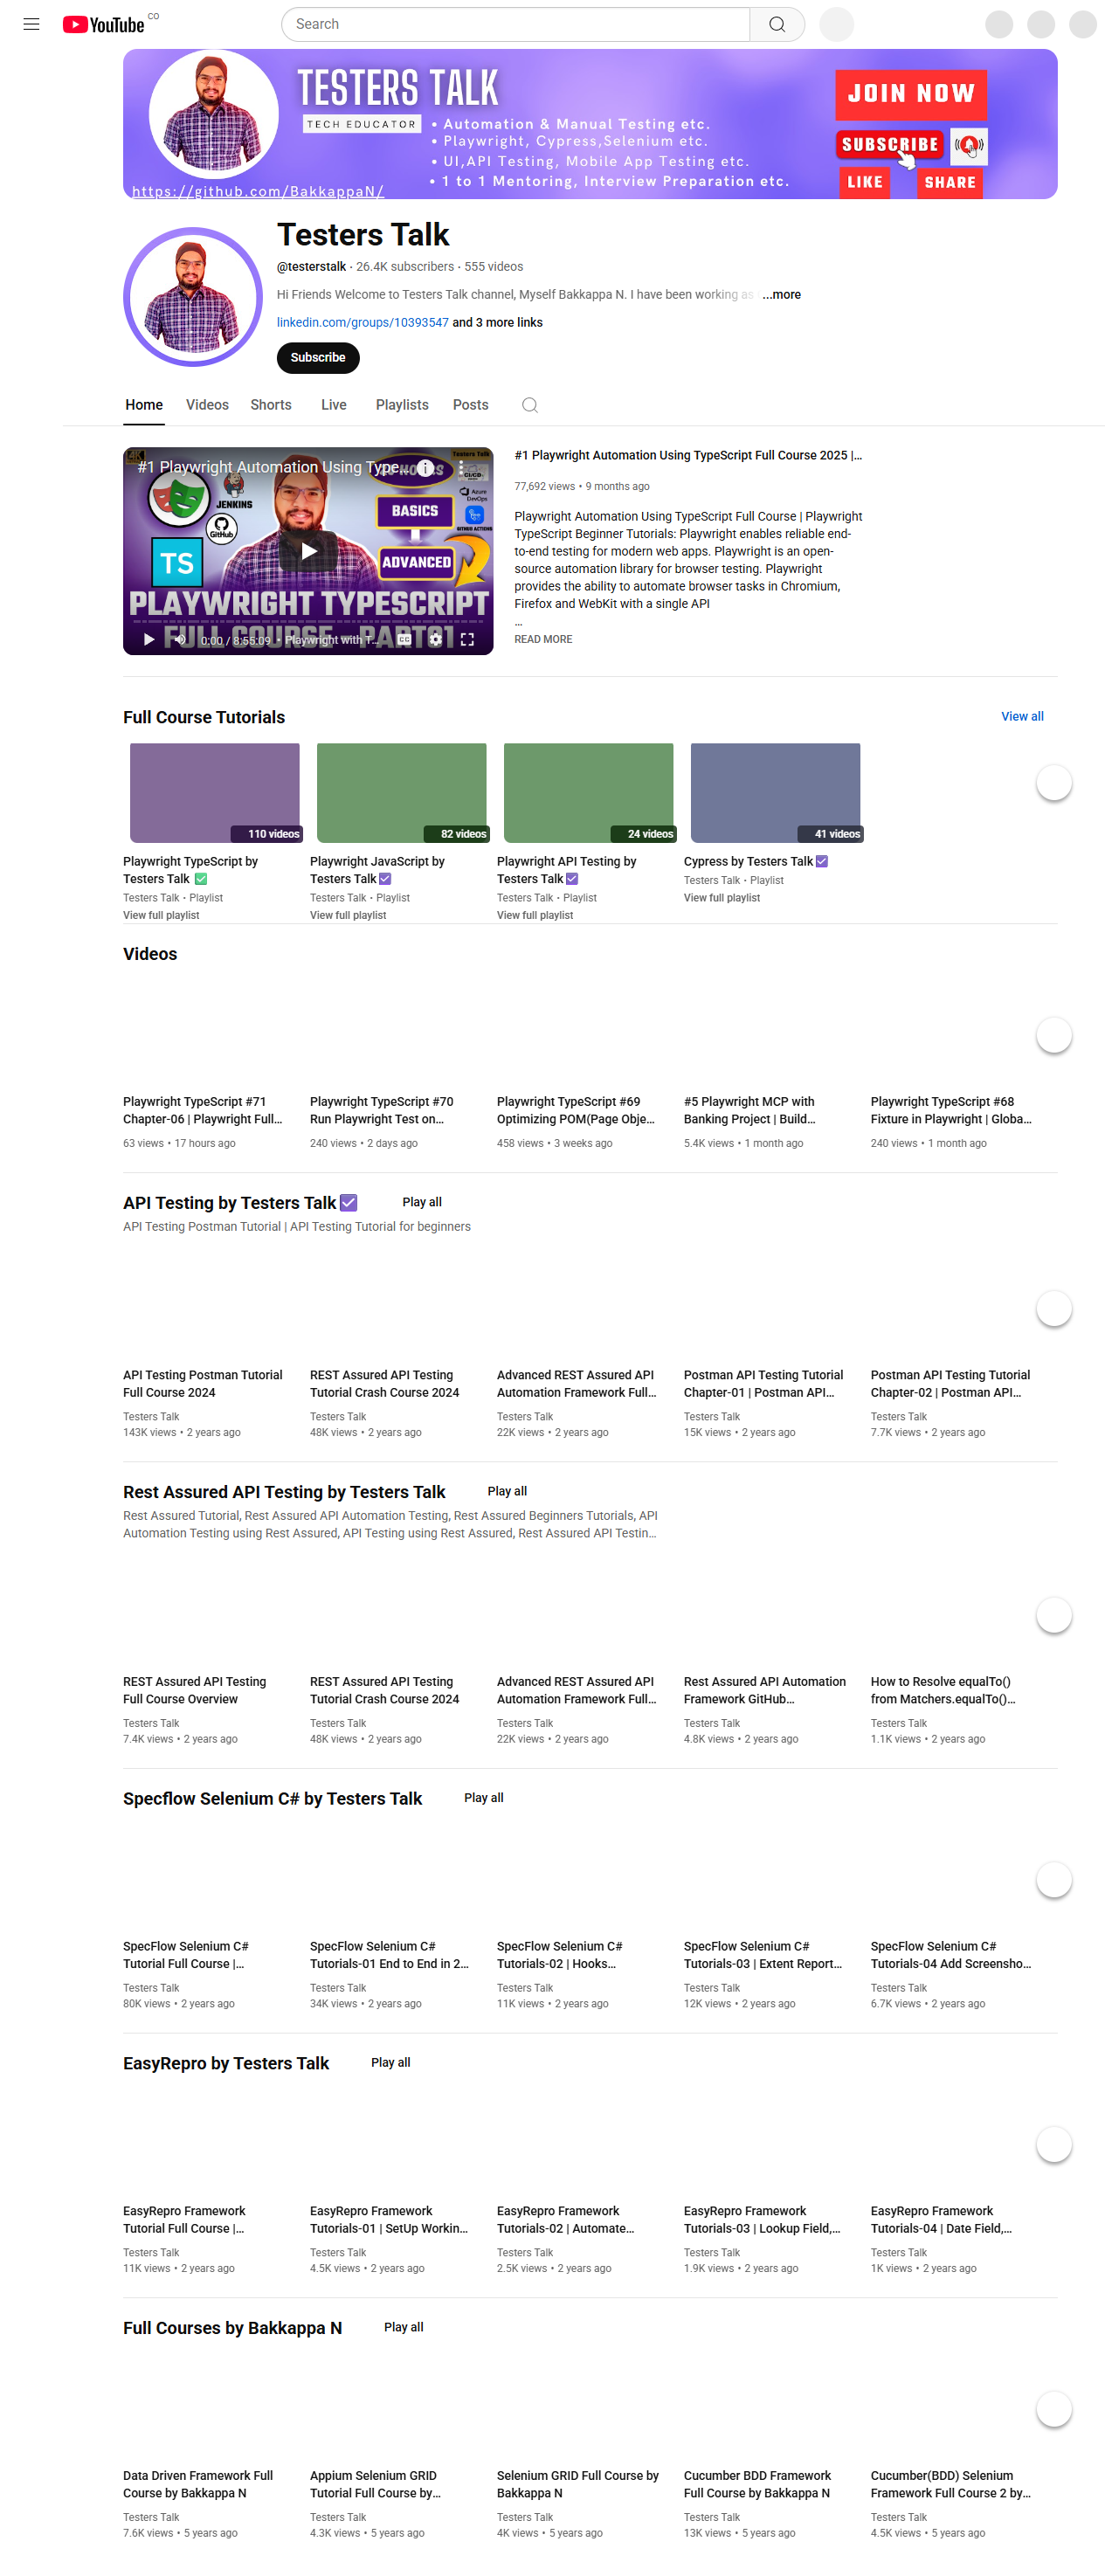 YouTube CO
Search
TESTERS TALK
TECH EDUCATOR
• Automation & Manual Testing etc.
• Playwright, Cypress,Selenium etc.
• UI,API Testing, Mobile App Testing etc.
• 1 to 1 Mentoring, Interview Preparation etc.
https://github.com/BakkappaN/
JOIN NOW
SUBSCRIBE
LIKE
SHARE
Testers Talk
@testerstalk · 26.4K subscribers · 555 videos
Hi Friends Welcome to Testers Talk channel, Myself Bakkappa N. I have been working as ...more
linkedin.com/groups/10393547 and 3 more links
Subscribe
Home Videos Shorts Live Playlists Posts
4K
#1 Playwright Automation Using Type...
JENKINS
GitHub
TS
CI/CD
Azure DevOps
GITHUB ACTIONS
BASICS
ADVANCED
PLAYWRIGHT TYPESCRIPT
FULL COURSE - PART01
0:00 / 8:55:09 • Playwright with T...
CC
#1 Playwright Automation Using TypeScript Full Course 2025 |...
77,692 views • 9 months ago
Playwright Automation Using TypeScript Full Course | Playwright
TypeScript Beginner Tutorials: Playwright enables reliable end-
to-end testing for modern web apps. Playwright is an open-
source automation library for browser testing. Playwright
provides the ability to automate browser tasks in Chromium,
Firefox and WebKit with a single API
...
READ MORE
Full Course Tutorials
View all
110 videos
82 videos
24 videos
41 videos
Playwright TypeScript by
Testers Talk ✅
Testers Talk • Playlist
View full playlist
Playwright JavaScript by
Testers Talk☑️
Testers Talk • Playlist
View full playlist
Playwright API Testing by
Testers Talk☑️
Testers Talk • Playlist
View full playlist
Cypress by Testers Talk☑️
Testers Talk • Playlist
View full playlist
Videos
Playwright TypeScript #71
Chapter-06 | Playwright Full...
63 views • 17 hours ago
Playwright TypeScript #70
Run Playwright Test on...
240 views • 2 days ago
Playwright TypeScript #69
Optimizing POM(Page Obje...
458 views • 3 weeks ago
#5 Playwright MCP with
Banking Project | Build...
5.4K views • 1 month ago
Playwright TypeScript #68
Fixture in Playwright | Globa...
240 views • 1 month ago
API Testing by Testers Talk☑️
Play all
API Testing Postman Tutorial | API Testing Tutorial for beginners
API Testing Postman Tutorial
Full Course 2024
Testers Talk
143K views • 2 years ago
REST Assured API Testing
Tutorial Crash Course 2024
Testers Talk
48K views • 2 years ago
Advanced REST Assured API
Automation Framework Full...
Testers Talk
22K views • 2 years ago
Postman API Testing Tutorial
Chapter-01 | Postman API...
Testers Talk
15K views • 2 years ago
Postman API Testing Tutorial
Chapter-02 | Postman API...
Testers Talk
7.7K views • 2 years ago
Rest Assured API Testing by Testers Talk
Play all
Rest Assured Tutorial, Rest Assured API Automation Testing, Rest Assured Beginners Tutorials, API
Automation Testing using Rest Assured, API Testing using Rest Assured, Rest Assured API Testin...
REST Assured API Testing
Full Course Overview
Testers Talk
7.4K views • 2 years ago
REST Assured API Testing
Tutorial Crash Course 2024
Testers Talk
48K views • 2 years ago
Advanced REST Assured API
Automation Framework Full...
Testers Talk
22K views • 2 years ago
Rest Assured API Automation
Framework GitHub...
Testers Talk
4.8K views • 2 years ago
How to Resolve equalTo()
from Matchers.equalTo()...
Testers Talk
1.1K views • 2 years ago
Specflow Selenium C# by Testers Talk
Play all
SpecFlow Selenium C#
Tutorial Full Course |...
Testers Talk
80K views • 2 years ago
SpecFlow Selenium C#
Tutorials-01 End to End in 2...
Testers Talk
34K views • 2 years ago
SpecFlow Selenium C#
Tutorials-02 | Hooks...
Testers Talk
11K views • 2 years ago
SpecFlow Selenium C#
Tutorials-03 | Extent Report...
Testers Talk
12K views • 2 years ago
SpecFlow Selenium C#
Tutorials-04 Add Screensho...
Testers Talk
6.7K views • 2 years ago
EasyRepro by Testers Talk
Play all
EasyRepro Framework
Tutorial Full Course |...
Testers Talk
11K views • 2 years ago
EasyRepro Framework
Tutorials-01 | SetUp Workin...
Testers Talk
4.5K views • 2 years ago
EasyRepro Framework
Tutorials-02 | Automate...
Testers Talk
2.5K views • 2 years ago
EasyRepro Framework
Tutorials-03 | Lookup Field,...
Testers Talk
1.9K views • 2 years ago
EasyRepro Framework
Tutorials-04 | Date Field,...
Testers Talk
1K views • 2 years ago
Full Courses by Bakkappa N
Play all
Data Driven Framework Full
Course by Bakkappa N
Testers Talk
7.6K views • 5 years ago
Appium Selenium GRID
Tutorial Full Course by...
Testers Talk
4.3K views • 5 years ago
Selenium GRID Full Course by
Bakkappa N
Testers Talk
4K views • 5 years ago
Cucumber BDD Framework
Full Course by Bakkappa N
Testers Talk
13K views • 5 years ago
Cucumber(BDD) Selenium
Framework Full Course 2 by...
Testers Talk
4.5K views • 5 years ago